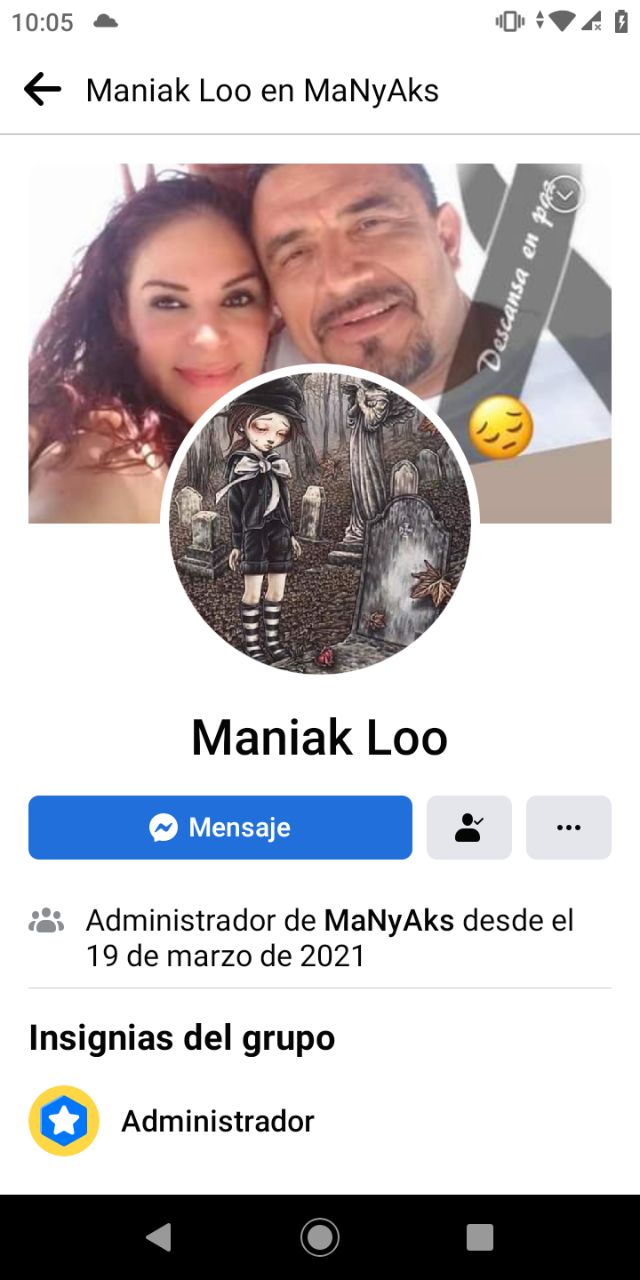 10:05
Maniak Loo en MaNyAks
Descansa en paz
Maniak Loo
Mensaje
Administrador de MaNyAks desde el
19 de marzo de 2021
Insignias del grupo
Administrador